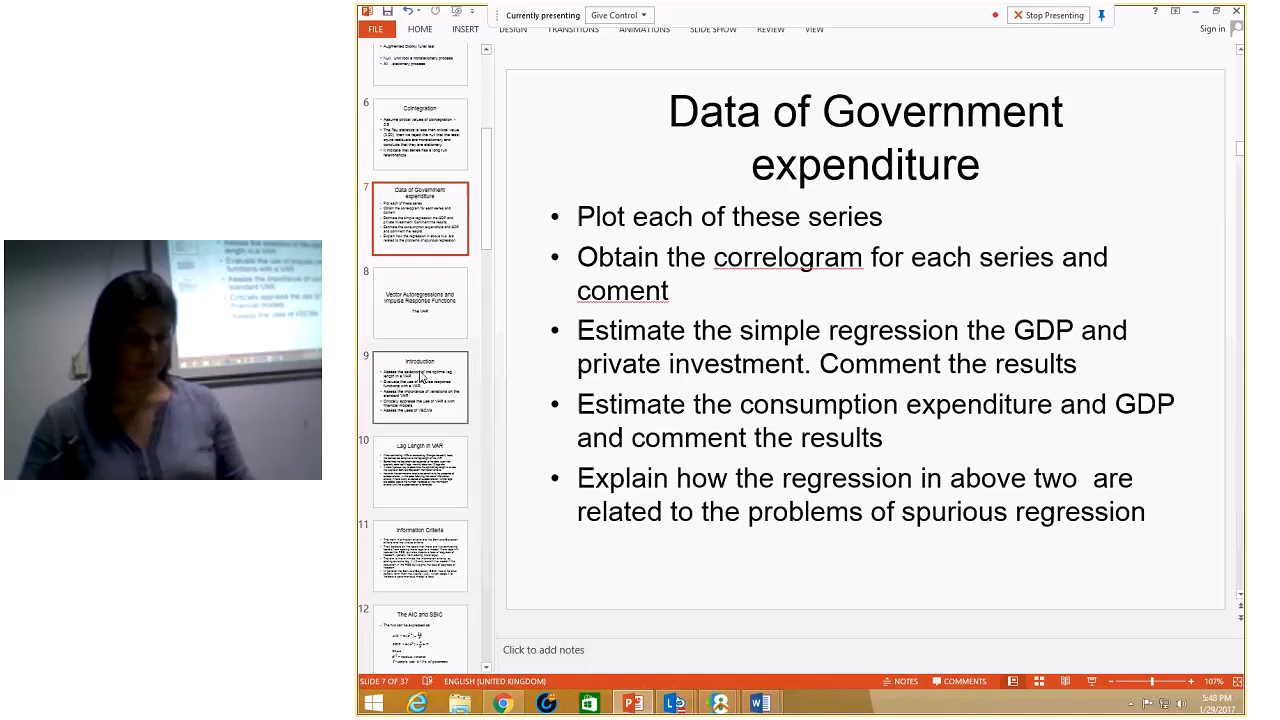 Currently presenting
Give Control
Stop Presenting
FILE
HOME
INSERT
DESIGN
TRANSITIONS
ANIMATIONS
SLIDE SHOW
REVIEW
VIEW
Sign in
6
Cointegration
7
Data of Government
expenditure
8
Vector Autoregressions and
Impulse Response Functions
The VAR
9
Introduction
10
Lag Length in VAR
11
Information Criteria
12
The AIC and SBIC
Data of Government
expenditure
• Plot each of these series
• Obtain the correlogram for each series and
coment
• Estimate the simple regression the GDP and
private investment. Comment the results
• Estimate the consumption expenditure and GDP
and comment the results
• Explain how the regression in above two are
related to the problems of spurious regression
Click to add notes
SLIDE 7 OF 37
ENGLISH (UNITED KINGDOM)
NOTES
COMMENTS
107%
5:48 PM
1/29/2017